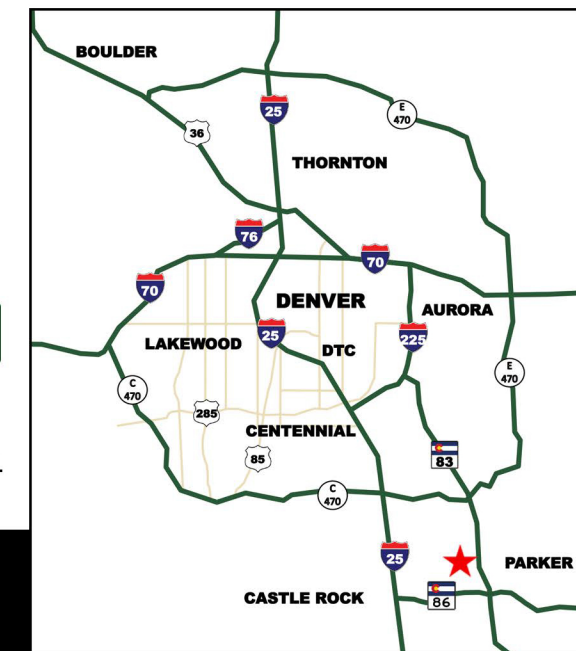 BOULDER
25
E
470
36
THORNTON
76
70
70
DENVER
AURORA
25
225
LAKEWOOD
DTC
E
470
C
470
285
CENTENNIAL
85
83
C
470
25
PARKER
86
CASTLE ROCK